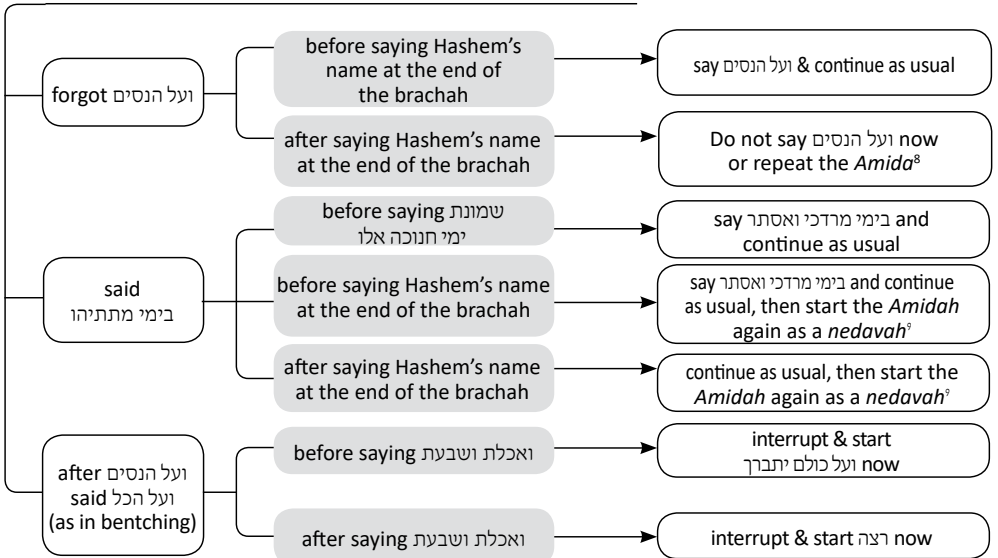 forgot ועל הנסים
before saying Hashem's
name at the end of
the brachah
say ועל הנסים & continue as usual
after saying Hashem's name
at the end of the brachah
Do not say ועל הנסים now
or repeat the Amida⁸
said
בימי מתתיהו
before saying שמונת
ימי חנוכה אלו
say בימי מרדכי ואסתר and
continue as usual
before saying Hashem's name
at the end of the brachah
say בימי מרדכי ואסתר and continue
as usual, then start the Amidah
again as a nedavah⁹
after saying Hashem's name
at the end of the brachah
continue as usual, then start the
Amidah again as a nedavah⁹
after ועל הנסים
said ועל הכל
(as in bentching)
before saying ואכלת ושבעת
interrupt & start
ועל כולם יתברך now
after saying ואכלת ושבעת
interrupt & start רצה now